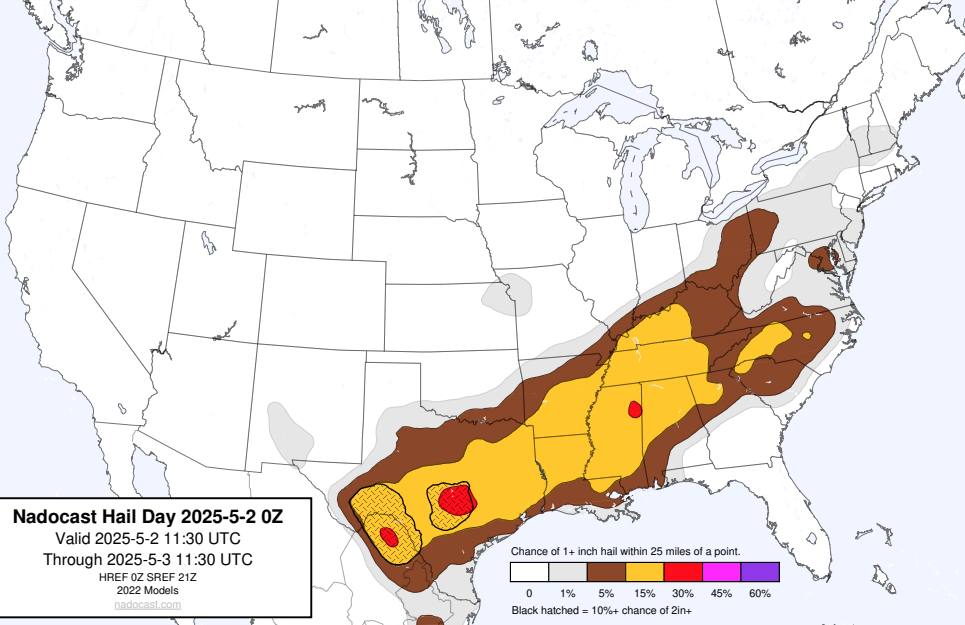 Nadocast Hail Day 2025-5-2 0Z
Valid 2025-5-2 11:30 UTC
Through 2025-5-3 11:30 UTC
HREF 0Z SREF 21Z
2022 Models
nadocast.com
Chance of 1+ inch hail within 25 miles of a point.
0 1% 5% 15% 30% 45% 60%
Black hatched = 10%+ chance of 2in+